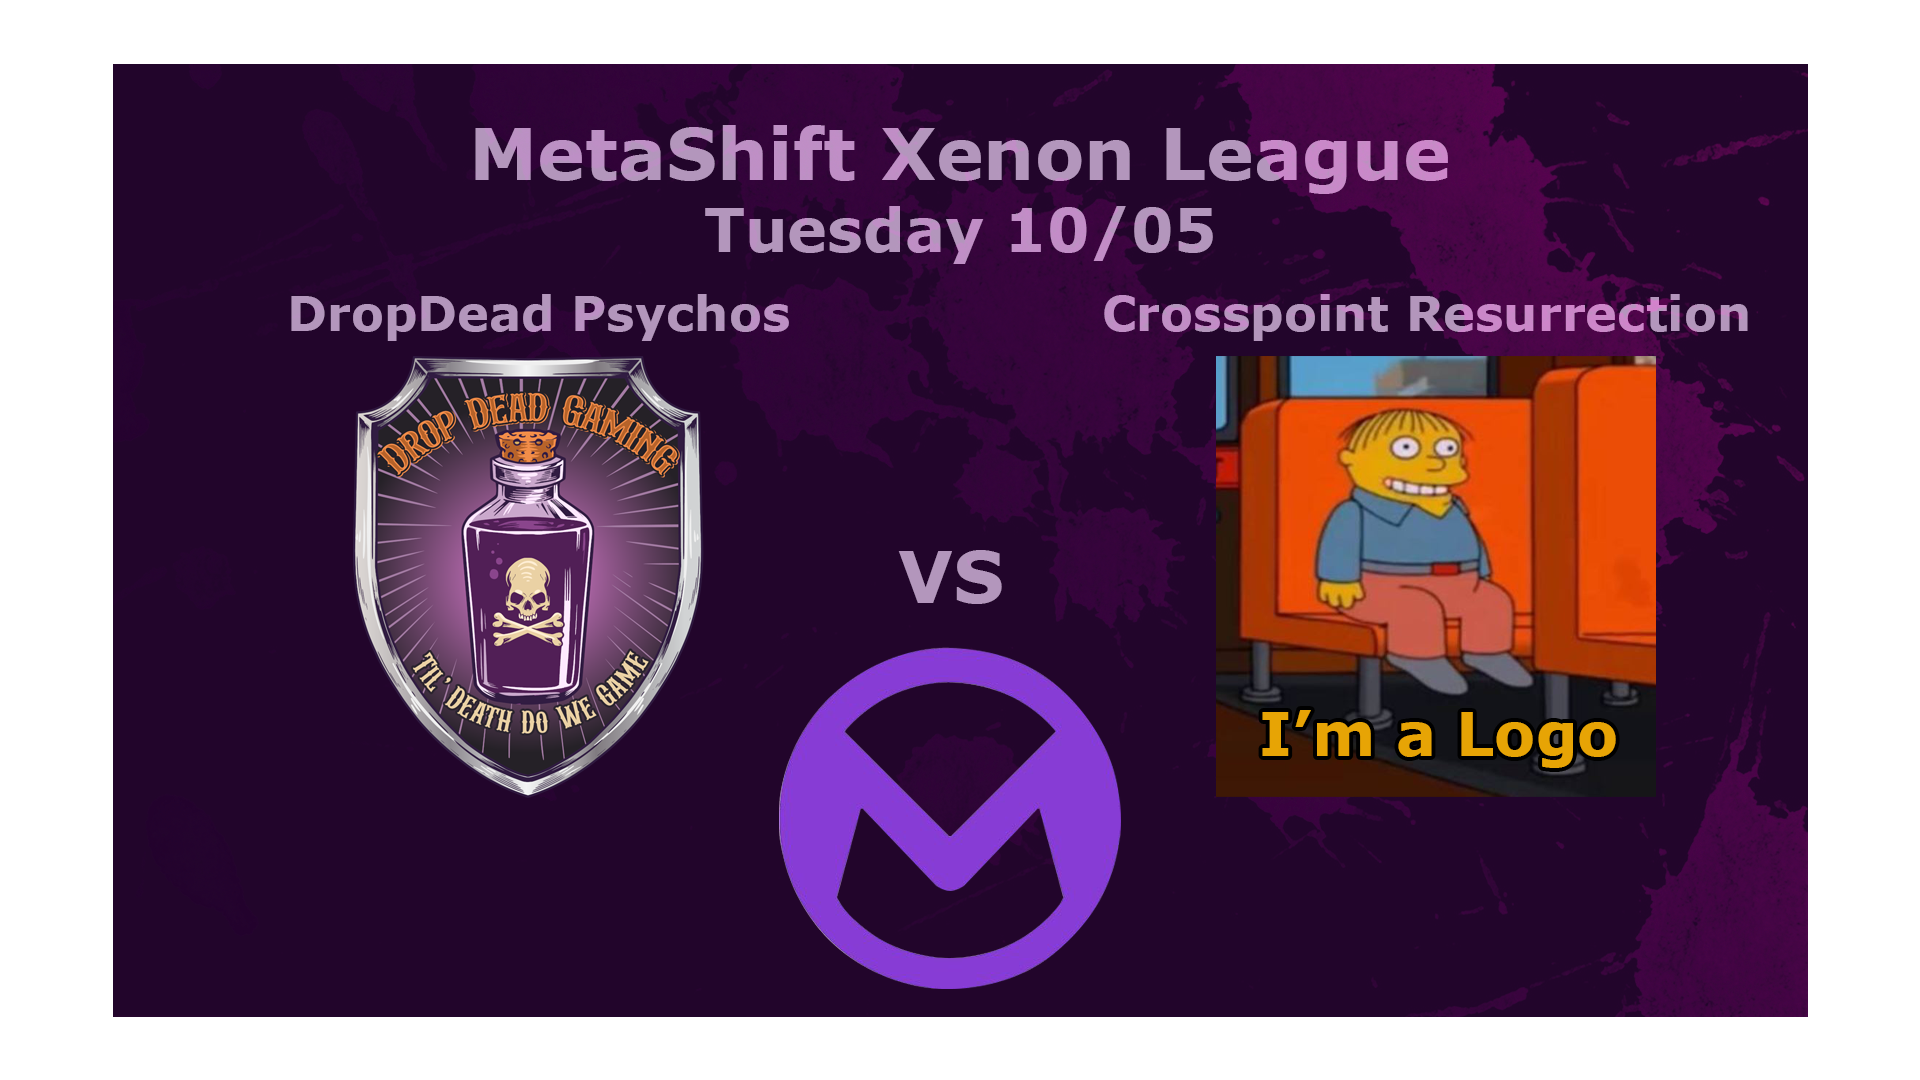 MetaShift Xenon League
Tuesday 10/05
DropDead Psychos
Crosspoint Resurrection
DROP DEAD GAMING
TIL' DEATH DO WE GAME
VS
I’m a Logo